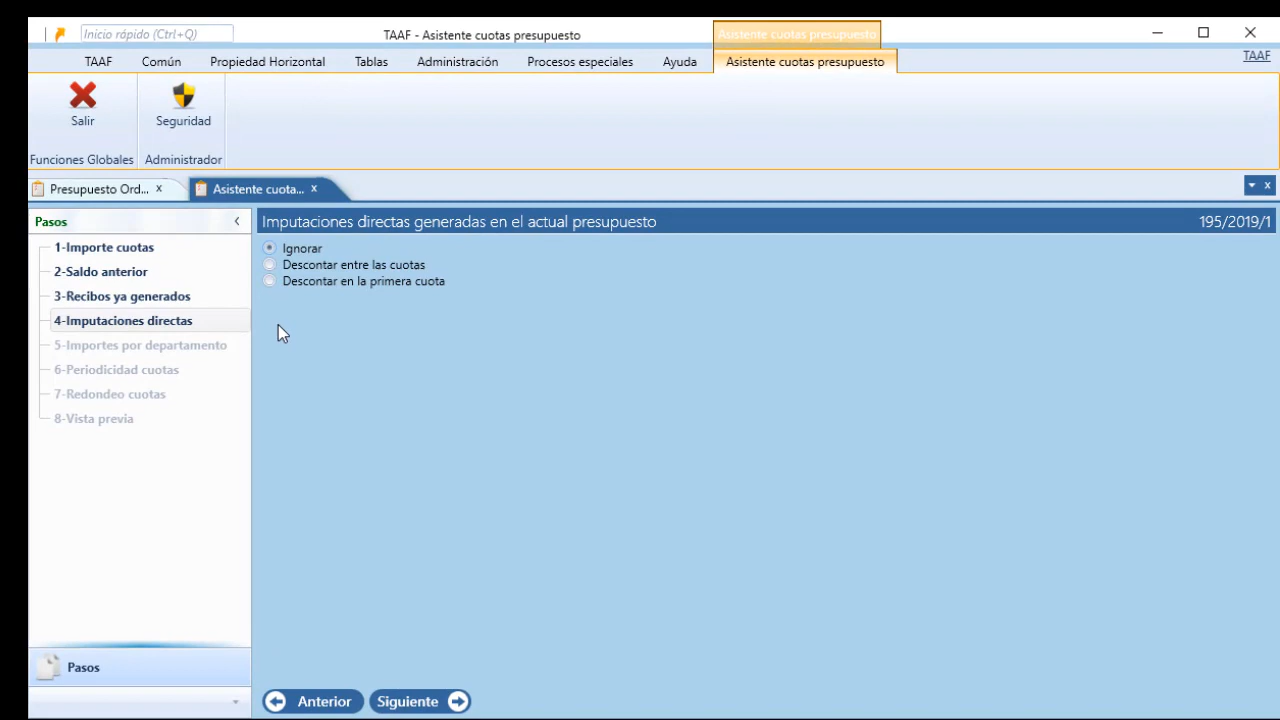 Inicio rápido (Ctrl+Q)
TAAF - Asistente cuotas presupuesto
Asistente cuotas presupuesto
TAAF
Común
Propiedad Horizontal
Tablas
Administración
Procesos especiales
Ayuda
Asistente cuotas presupuesto
TAAF
Salir
Seguridad
Funciones Globales
Administrador
Presupuesto Ord... x
Asistente cuota... x
Pasos
Imputaciones directas generadas en el actual presupuesto
195/2019/1
1-Importe cuotas
2-Saldo anterior
3-Recibos ya generados
4-Imputaciones directas
5-Importes por departamento
6-Periodicidad cuotas
7-Redondeo cuotas
8-Vista previa
Ignorar
Descontar entre las cuotas
Descontar en la primera cuota
Pasos
Anterior
Siguiente